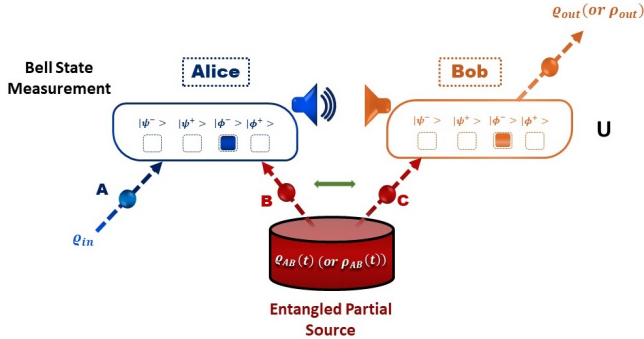 ϱout(or ρout)
Bell State
Measurement
Alice
Bob
|ψ⁻ > |ψ⁺ > |ϕ⁻ > |ϕ⁺ >
|ψ⁻ > |ψ⁺ > |ϕ⁻ > |ϕ⁺ >
U
A
B
C
ϱin
ϱAB(t) (or ρAB(t))
Entangled Partial
Source